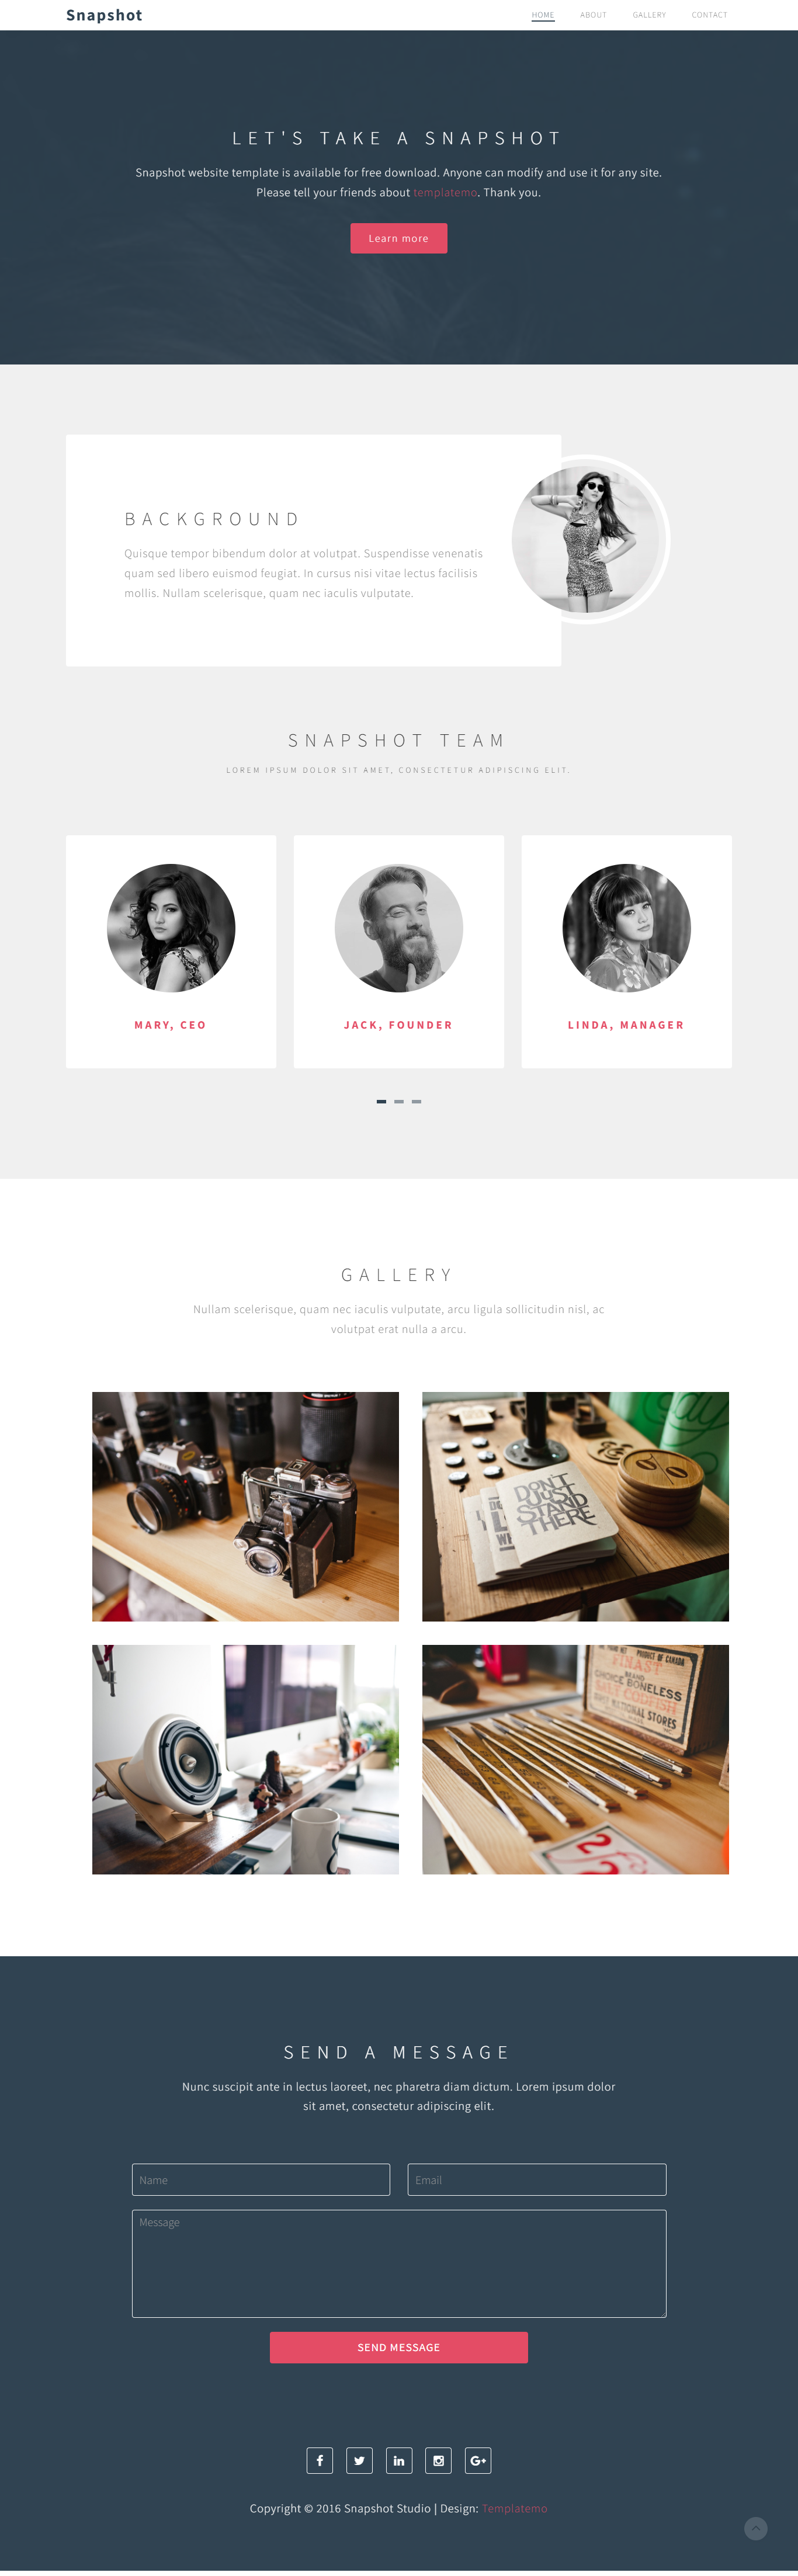 Snapshot
HOME ABOUT GALLERY CONTACT
LET'S TAKE A SNAPSHOT
Snapshot website template is available for free download. Anyone can modify and use it for any site.
Please tell your friends about templatemo. Thank you.
Learn more
BACKGROUND
Quisque tempor bibendum dolor at volutpat. Suspendisse venenatis
quam sed libero euismod feugiat. In cursus nisi vitae lectus facilisis
mollis. Nullam scelerisque, quam nec iaculis vulputate.
SNAPSHOT TEAM
LOREM IPSUM DOLOR SIT AMET, CONSECTETUR ADIPISCING ELIT.
MARY, CEO
JACK, FOUNDER
LINDA, MANAGER
GALLERY
Nullam scelerisque, quam nec iaculis vulputate, arcu ligula sollicitudin nisl, ac
volutpat erat nulla a arcu.
DON'T
JUST
STAND
THERE
PRODUCT OF CANADA
FINAST
BRAND
CHOICE BONELESS
SALT CODFISH
FIRST NATIONAL STORES
SEND A MESSAGE
Nunc suscipit ante in lectus laoreet, nec pharetra diam dictum. Lorem ipsum dolor
sit amet, consectetur adipiscing elit.
Name
Email
Message
SEND MESSAGE
Copyright © 2016 Snapshot Studio | Design: Templatemo